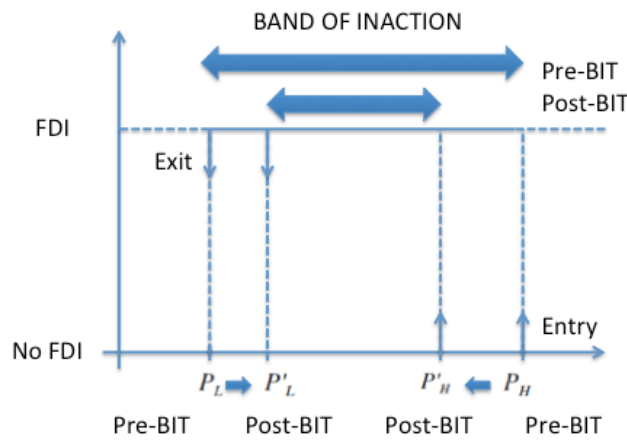 BAND OF INACTION
Pre-BIT
Post-BIT
FDI
Exit
Entry
No FDI
P_L P'_L P'_H P_H
Pre-BIT Post-BIT Post-BIT Pre-BIT